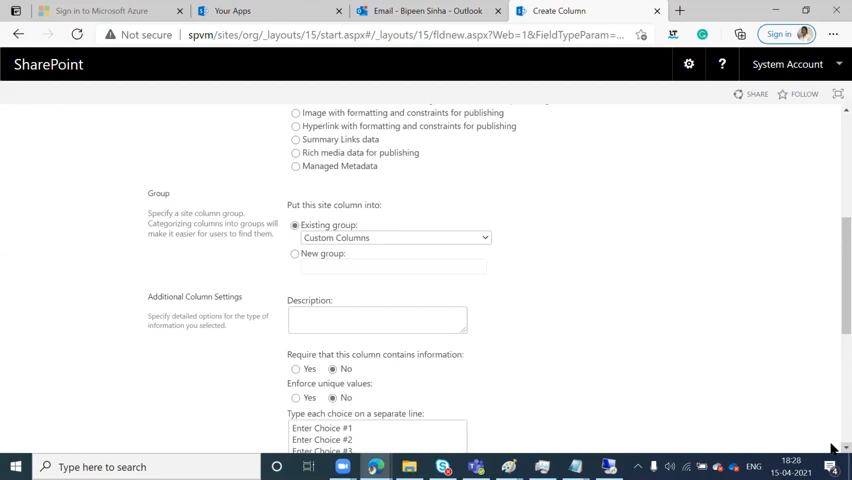 Sign in to Microsoft Azure
Your Apps
Email - Bipeen Sinha - Outlook
Create Column
Not secure
spvm/sites/org/_layouts/15/start.aspx#/_layouts/15/fldnew.aspx?Web=1&FieldTypeParam=...
Sign in
SharePoint
System Account
SHARE
FOLLOW
Image with formatting and constraints for publishing
Hyperlink with formatting and constraints for publishing
Summary Links data
Rich media data for publishing
Managed Metadata
Group
Specify a site column group.
Categorizing columns into groups will
make it easier for users to find them.
Put this site column into:
Existing group:
Custom Columns
New group:
Additional Column Settings
Specify detailed options for the type of
information you selected.
Description:
Require that this column contains information:
Yes No
Enforce unique values:
Yes No
Type each choice on a separate line:
Enter Choice #1
Enter Choice #2
Enter Choice #3
Type here to search
ENG
18:28
15-04-2021
4